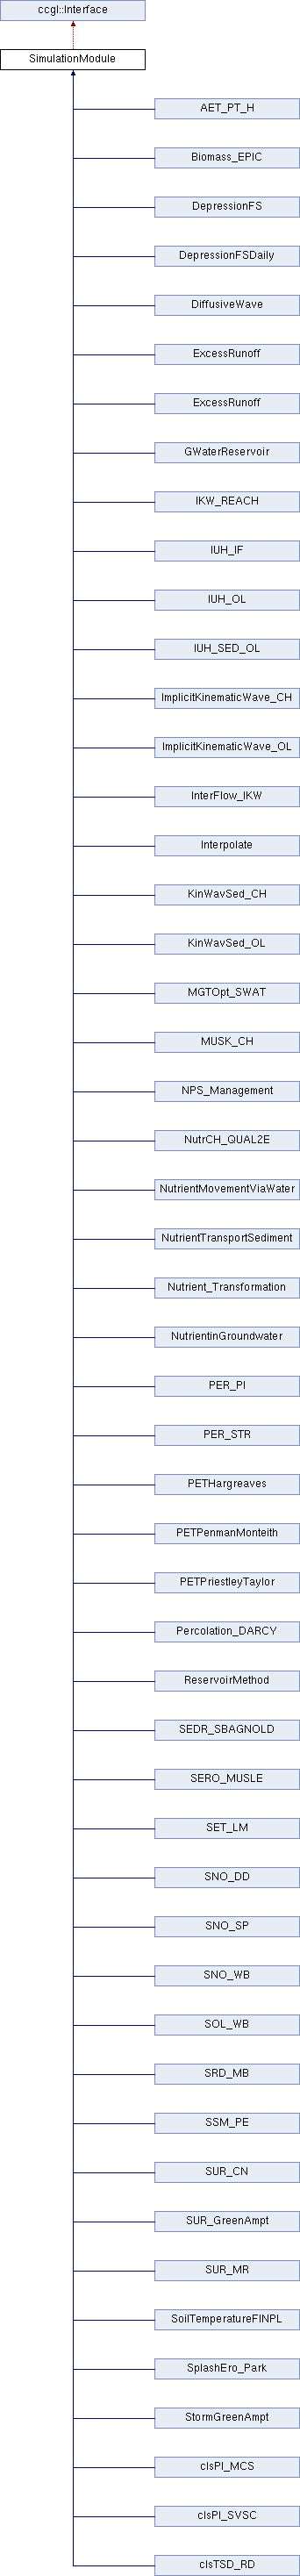 ccgl::Interface
SimulationModule
AET_PT_H
Biomass_EPIC
DepressionFS
DepressionFSDaily
DiffusiveWave
ExcessRunoff
ExcessRunoff
GWaterReservoir
IKW_REACH
IUH_IF
IUH_OL
IUH_SED_OL
ImplicitKinematicWave_CH
ImplicitKinematicWave_OL
InterFlow_IKW
Interpolate
KinWavSed_CH
KinWavSed_OL
MGTOpt_SWAT
MUSK_CH
NPS_Management
NutrCH_QUAL2E
NutrientMovementViaWater
NutrientTransportSediment
Nutrient_Transformation
NutrientinGroundwater
PER_PI
PER_STR
PETHargreaves
PETPenmanMonteith
PETPriestleyTaylor
Percolation_DARCY
ReservoirMethod
SEDR_SBAGNOLD
SERO_MUSLE
SET_LM
SNO_DD
SNO_SP
SNO_WB
SOL_WB
SRD_MB
SSM_PE
SUR_CN
SUR_GreenAmpt
SUR_MR
SoilTemperatureFINPL
SplashEro_Park
StormGreenAmpt
clsPI_MCS
clsPI_SVSC
clsTSD_RD